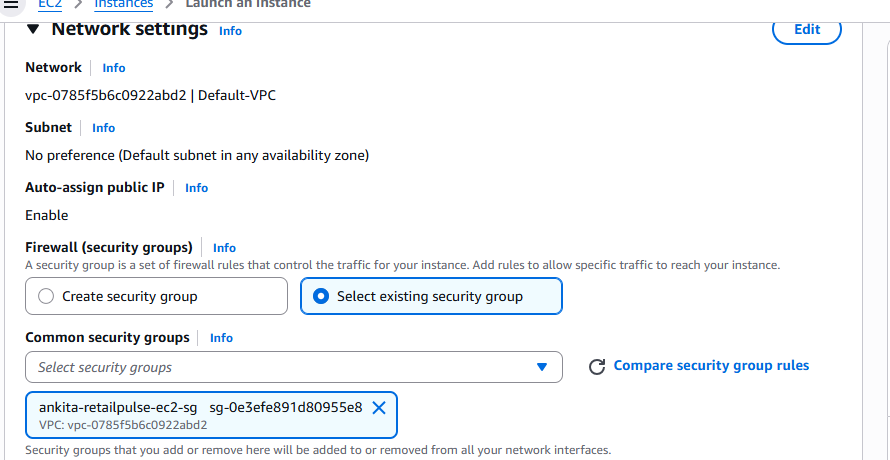 EC2 > Instances > Launch an instance
Network settings Info
Edit
Network Info
vpc-0785f5b6c0922abd2 | Default-VPC
Subnet Info
No preference (Default subnet in any availability zone)
Auto-assign public IP Info
Enable
Firewall (security groups) Info
A security group is a set of firewall rules that control the traffic for your instance. Add rules to allow specific traffic to reach your instance.
Create security group
Select existing security group
Common security groups Info
Select security groups
Compare security group rules
ankita-retailpulse-ec2-sg sg-0e3efe891d80955e8
VPC: vpc-0785f5b6c0922abd2
Security groups that you add or remove here will be added to or removed from all your network interfaces.